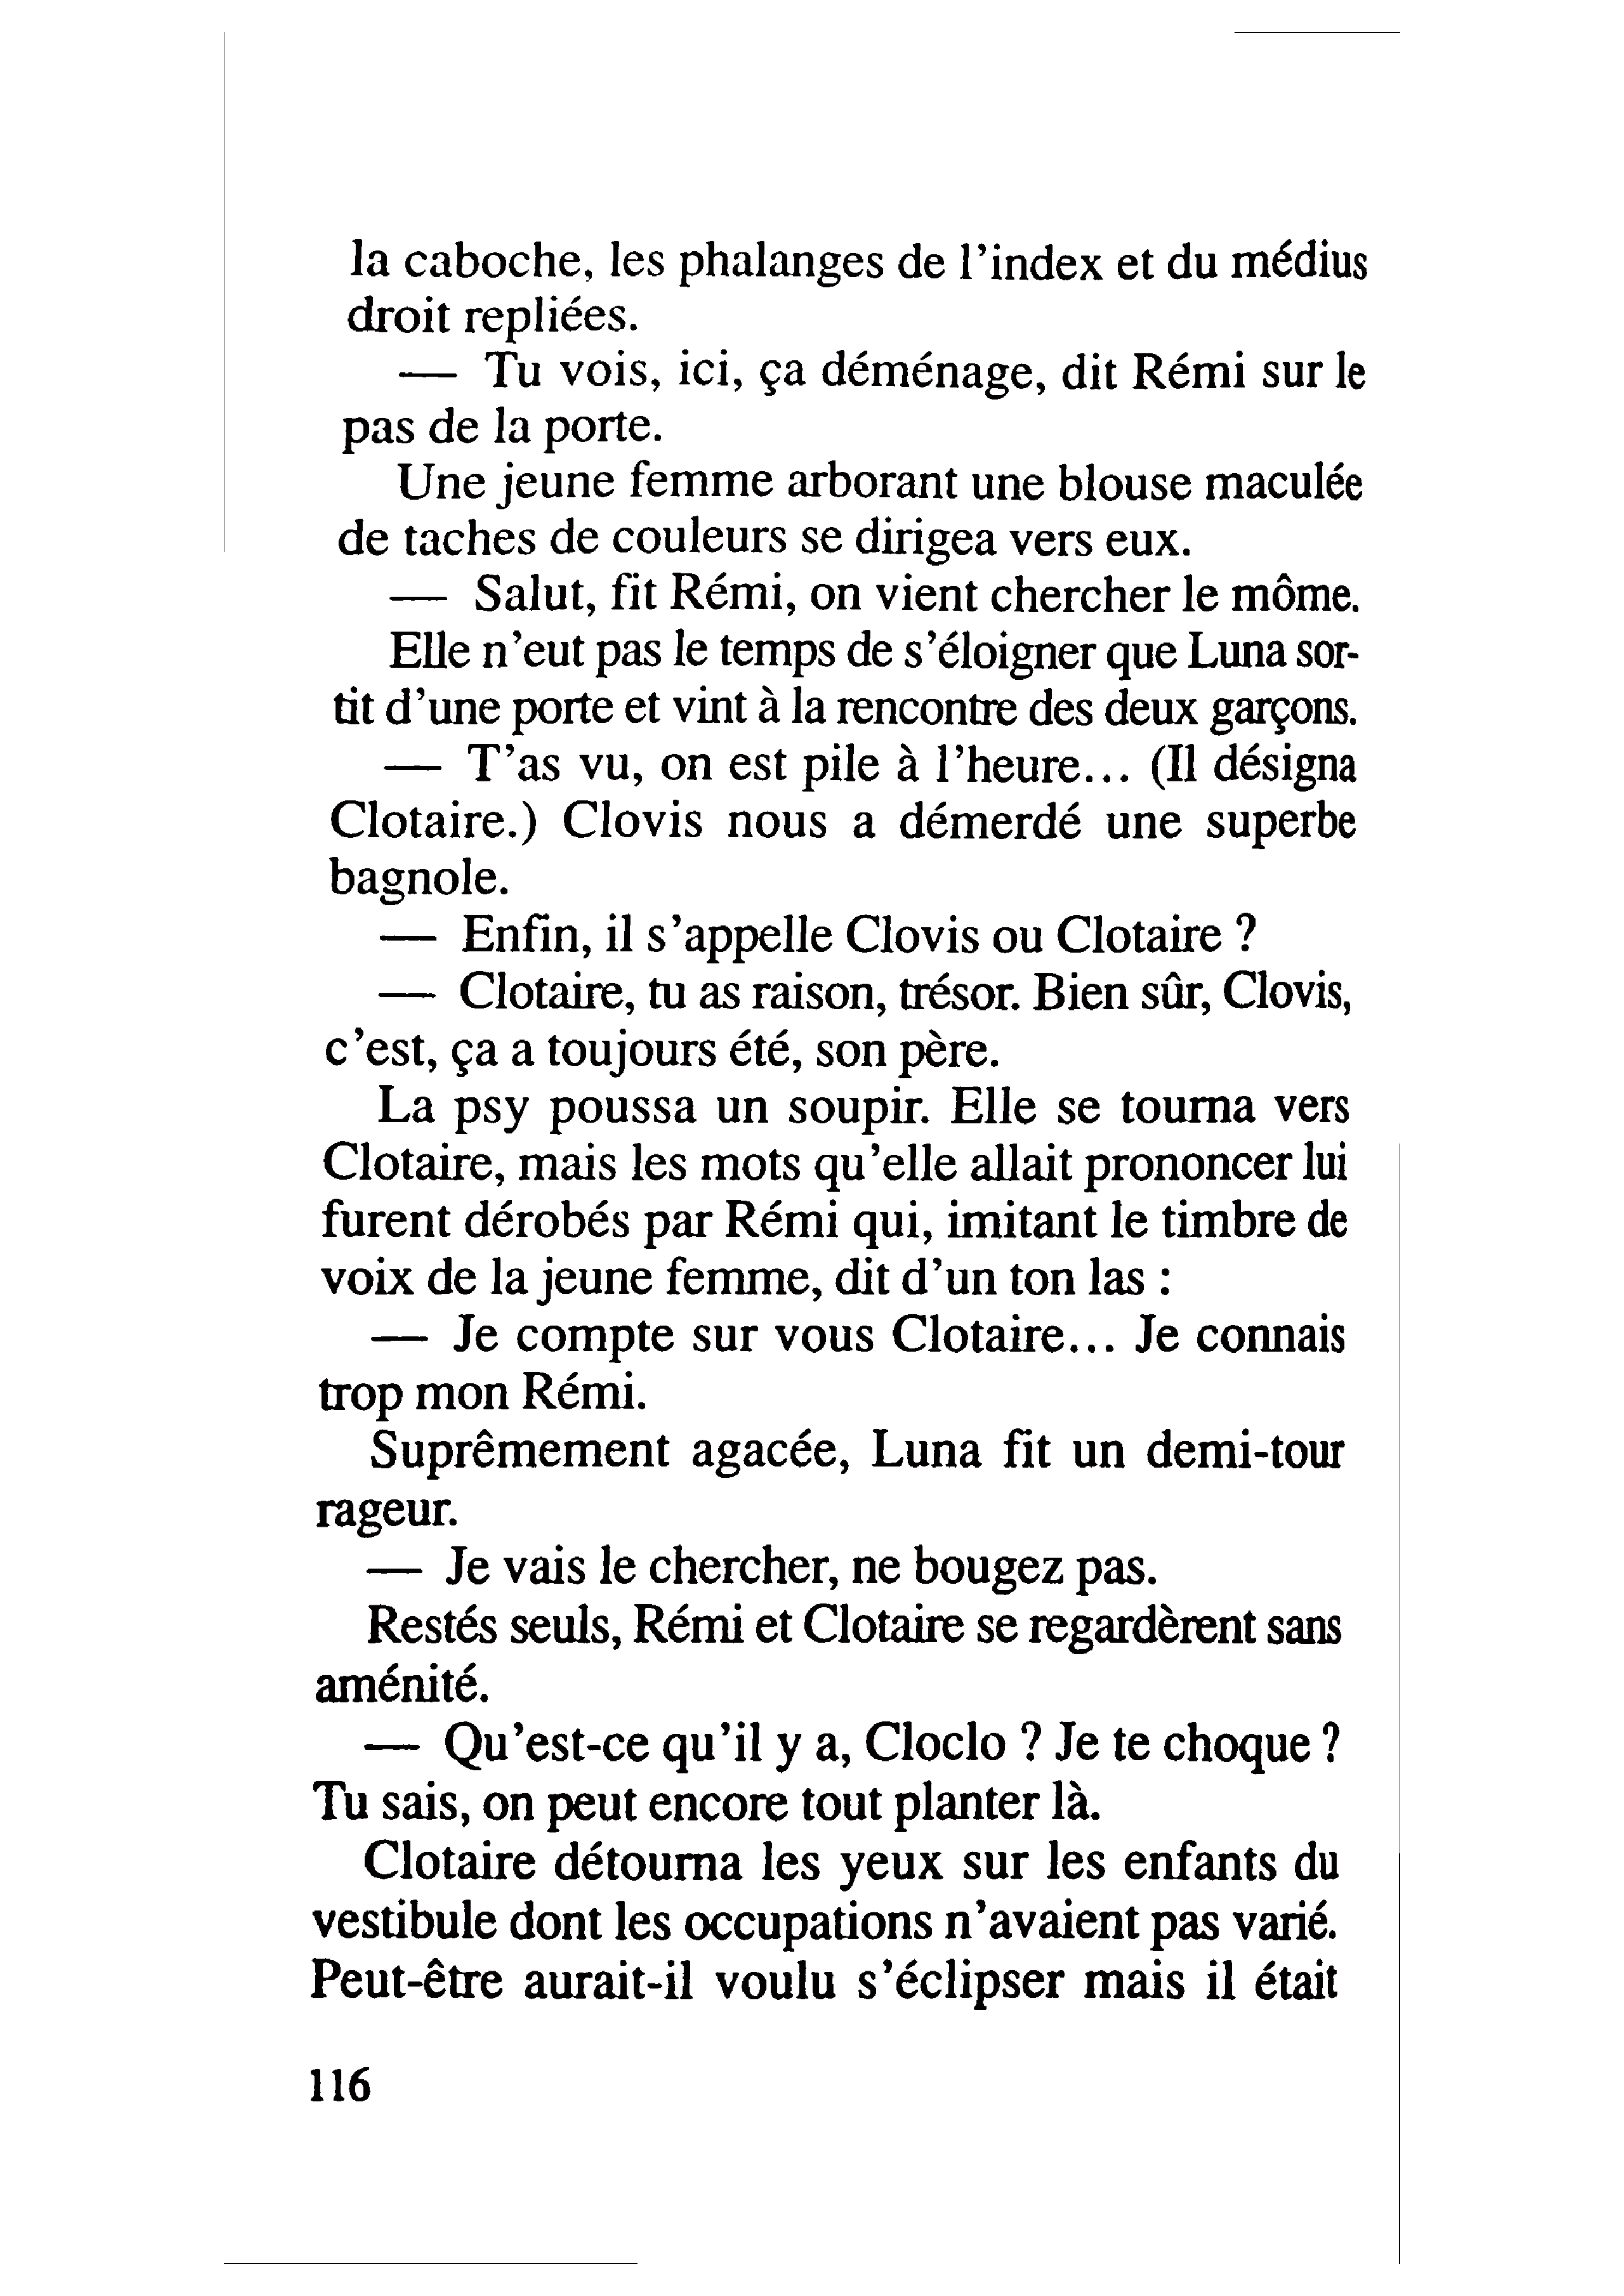 la caboche, les phalanges de l'index et du médius
droit repliées.
— Tu vois, ici, ça déménage, dit Rémi sur le
pas de la porte.
Une jeune femme arborant une blouse maculée
de taches de couleurs se dirigea vers eux.
— Salut, fit Rémi, on vient chercher le môme.
Elle n'eut pas le temps de s'éloigner que Luna sor-
tit d'une porte et vint à la rencontre des deux garçons.
— T'as vu, on est pile à l'heure... (Il désigna
Clotaire.) Clovis nous a démerdé une superbe
bagnole.
— Enfin, il s'appelle Clovis ou Clotaire ?
— Clotaire, tu as raison, trésor. Bien sûr, Clovis,
c'est, ça a toujours été, son père.
La psy poussa un soupir. Elle se tourna vers
Clotaire, mais les mots qu'elle allait prononcer lui
furent dérobés par Rémi qui, imitant le timbre de
voix de la jeune femme, dit d'un ton las :
— Je compte sur vous Clotaire... Je connais
trop mon Rémi.
Suprêmement agacée, Luna fit un demi-tour
rageur.
— Je vais le chercher, ne bougez pas.
Restés seuls, Rémi et Clotaire se regardèrent sans
aménité.
— Qu'est-ce qu'il y a, Cloclo ? Je te choque ?
Tu sais, on peut encore tout planter là.
Clotaire détourna les yeux sur les enfants du
vestibule dont les occupations n'avaient pas varié.
Peut-être aurait-il voulu s'éclipser mais il était
116